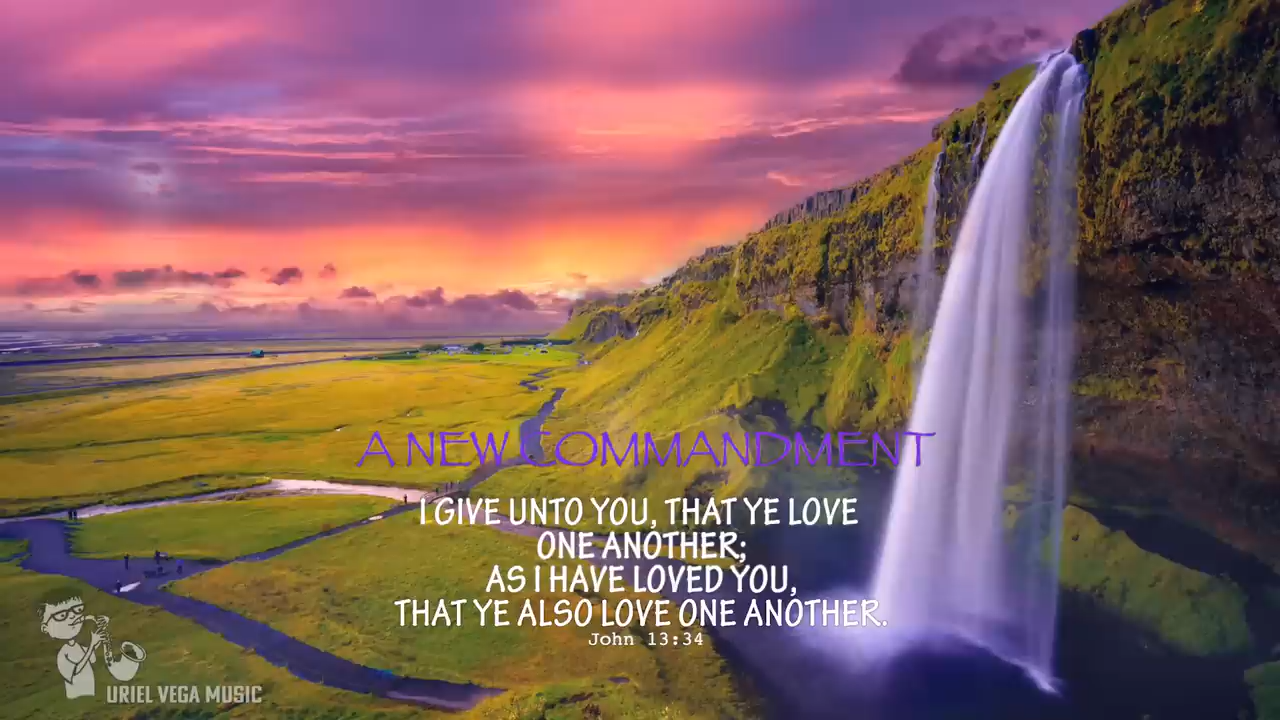 A NEW COMMANDMENT
I GIVE UNTO YOU, THAT YE LOVE
ONE ANOTHER;
AS I HAVE LOVED YOU,
THAT YE ALSO LOVE ONE ANOTHER.
John 13:34
URIEL VEGA MUSIC